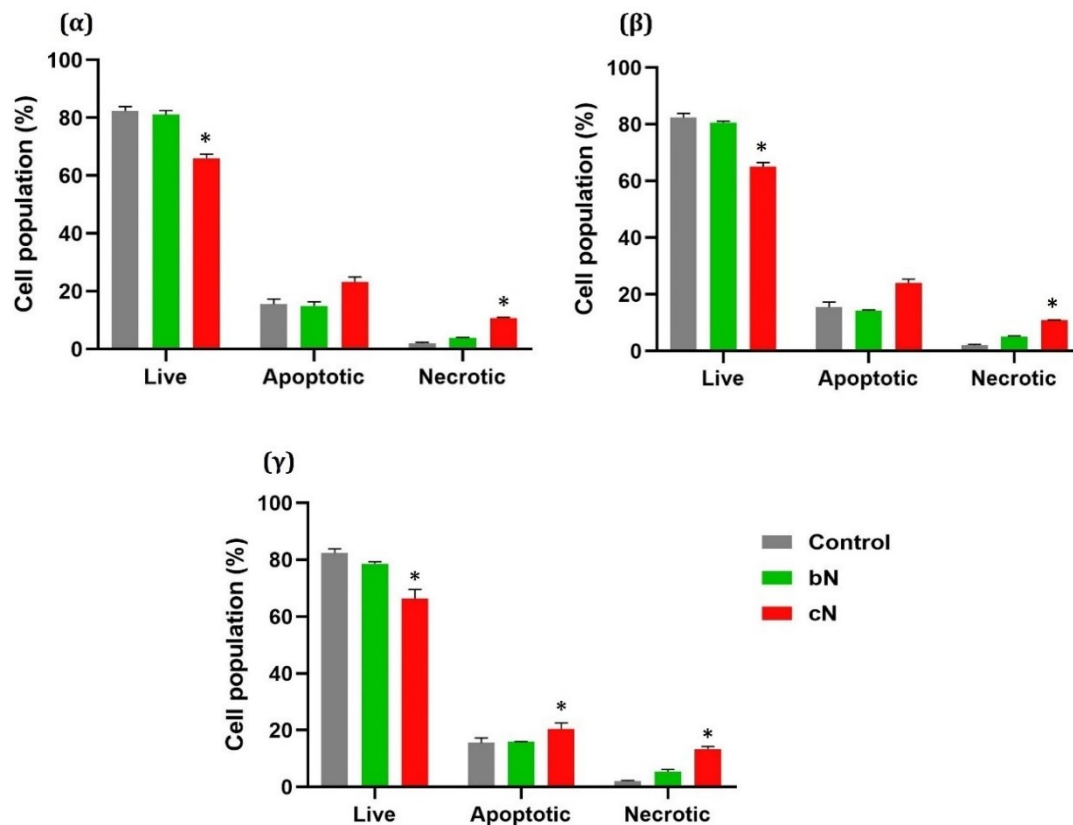 (α)
Cell population (%)
100
80
60
40
20
0
*
*
Live Apoptotic Necrotic
(β)
Cell population (%)
100
80
60
40
20
0
*
*
Live Apoptotic Necrotic
(γ)
Cell population (%)
100
80
60
40
20
0
*
*
*
Live Apoptotic Necrotic
Control
bN
cN